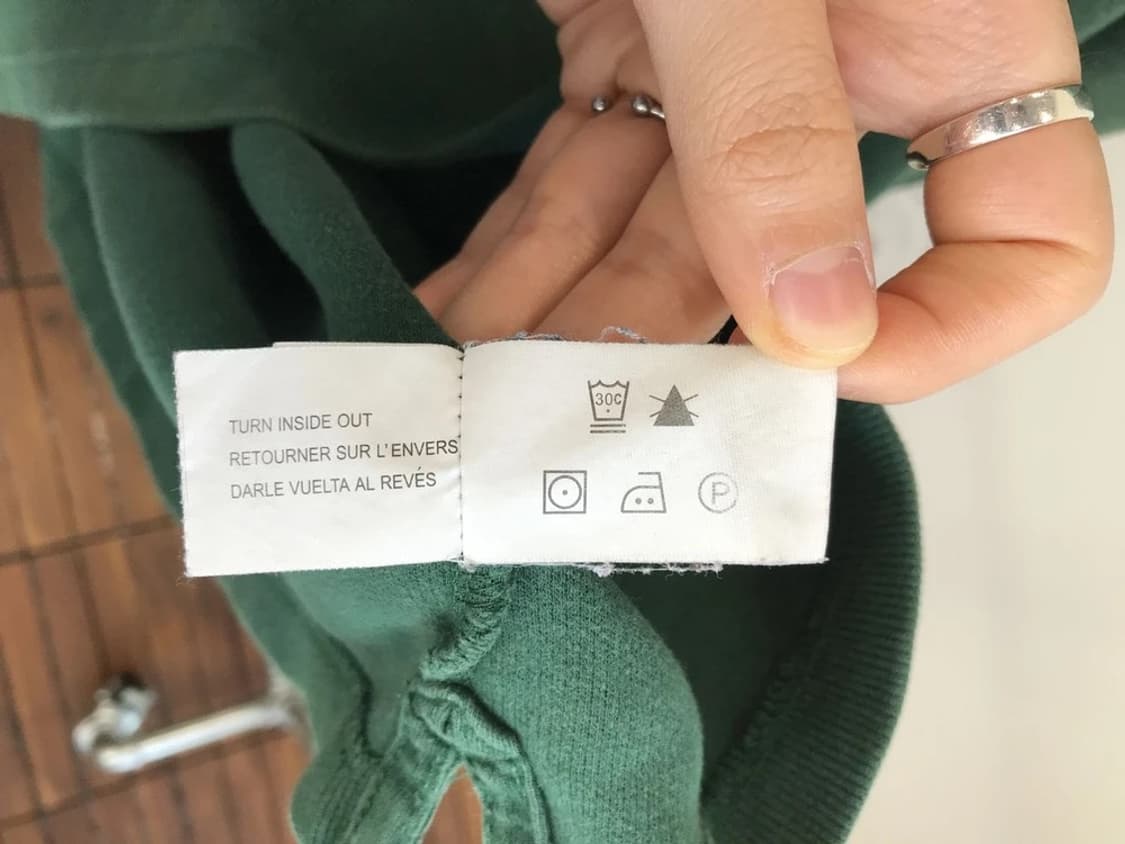 TURN INSIDE OUT
RETOURNER SUR L'ENVERS
DARLE VUELTA AL REVÉS
30C
P